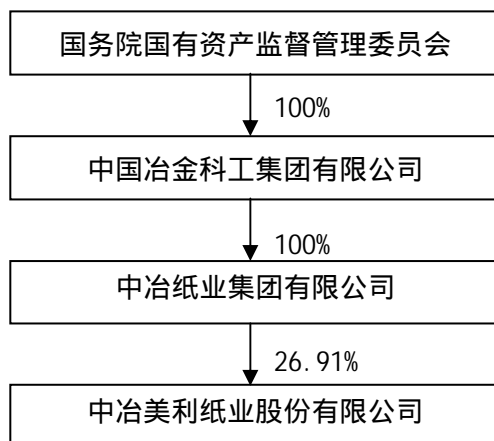 国务院国有资产监督管理委员会
100%
中国冶金科工集团有限公司
100%
中冶纸业集团有限公司
26.91%
中冶美利纸业股份有限公司